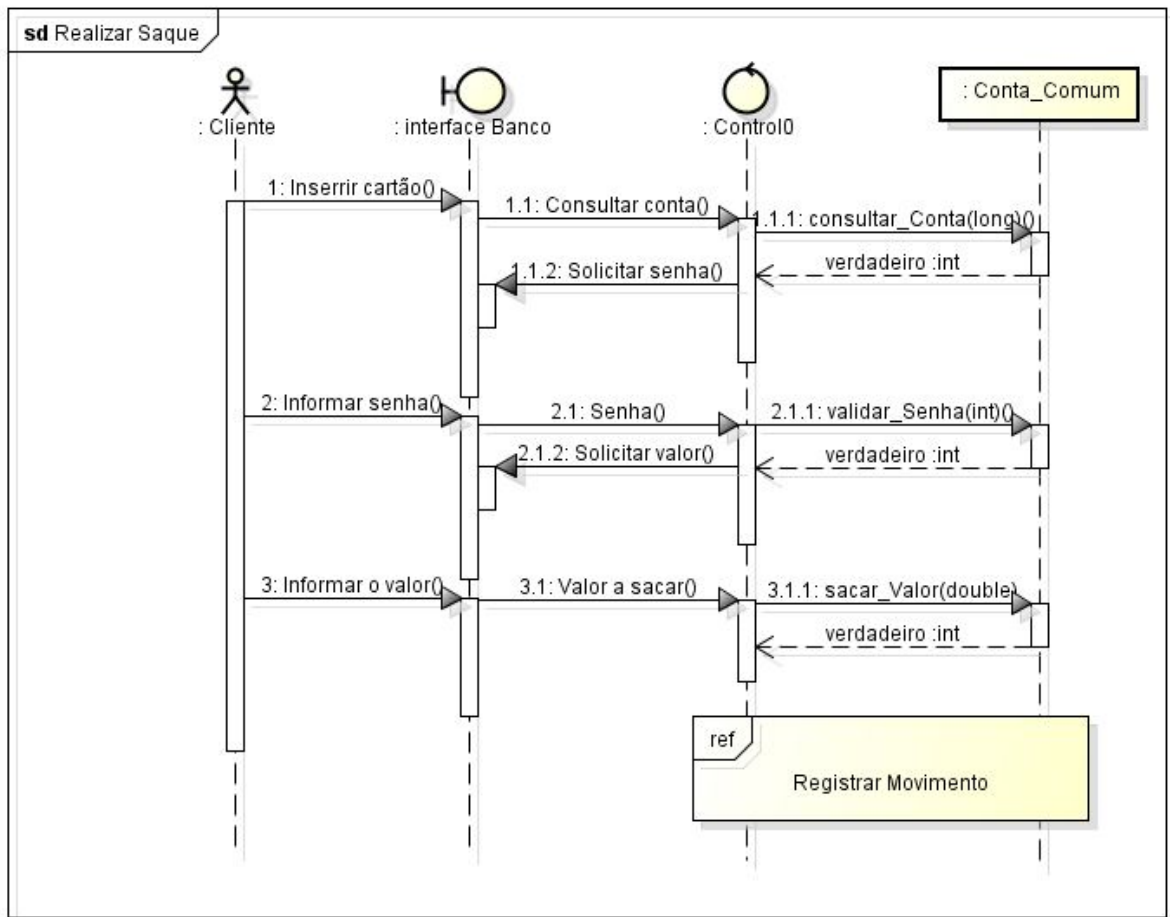 sd Realizar Saque
: Cliente
: interface Banco
: Control0
: Conta_Comum
1: Inserrir cartão()
1.1: Consultar conta()
1.1.1: consultar_Conta(long)()
verdadeiro :int
1.1.2: Solicitar senha()
2: Informar senha()
2.1: Senha()
2.1.1: validar_Senha(int)()
2.1.2: Solicitar valor()
verdadeiro :int
3: Informar o valor()
3.1: Valor a sacar()
3.1.1: sacar_Valor(double)
verdadeiro :int
ref
Registrar Movimento